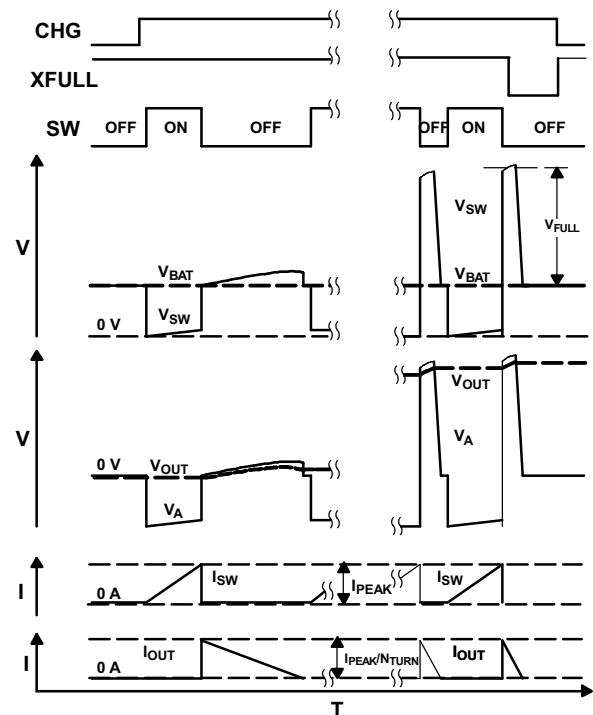 CHG
XFULL
SW OFF ON OFF OFF ON OFF
V
VSW
VFULL
VBAT VBAT
VSW
0 V
V
VOUT
0 V VOUT
VA
VA
I
ISW IPEAK ISW
0 A
I
IOUT IPEAK/NTURN IOUT
0 A
T